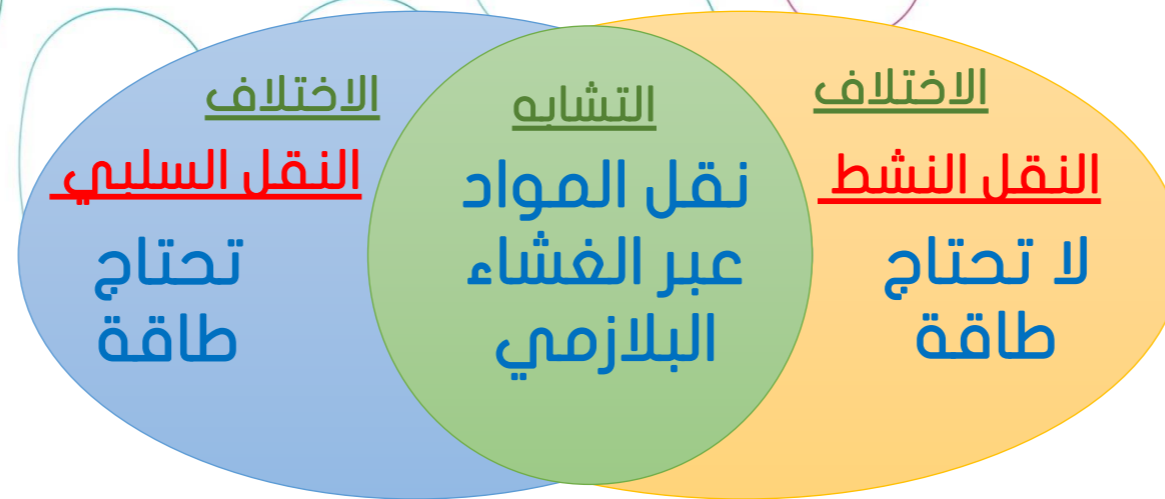 الاختلاف
النقل النشط
لا تحتاج
طاقة
التشابه
نقل المواد
عبر الغشاء
البلازمي
الاختلاف
النقل السلبي
تحتاج
طاقة